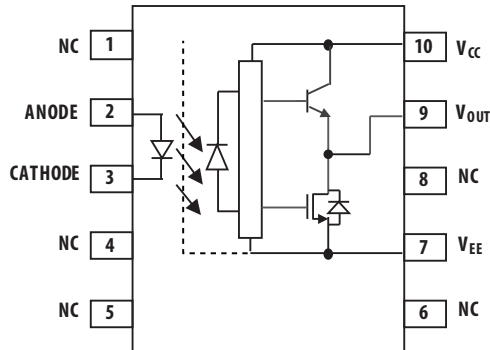 NC 1
10 VCC
ANODE 2
9 VOUT
CATHODE 3
8 NC
NC 4
7 VEE
NC 5
6 NC